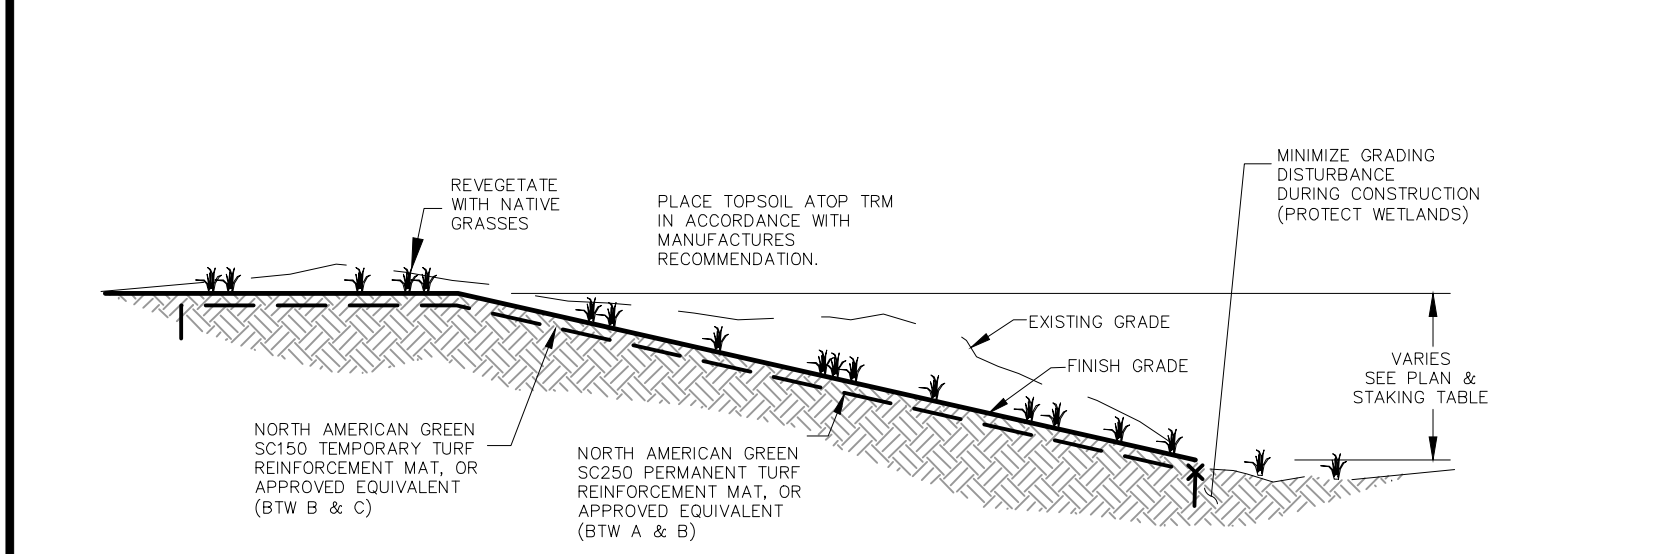 REVEGETATE
WITH NATIVE
GRASSES
PLACE TOPSOIL ATOP TRM
IN ACCORDANCE WITH
MANUFACTURES
RECOMMENDATION.
MINIMIZE GRADING
DISTURBANCE
DURING CONSTRUCTION
(PROTECT WETLANDS)
EXISTING GRADE
FINISH GRADE
VARIES
SEE PLAN &
STAKING TABLE
NORTH AMERICAN GREEN
SC150 TEMPORARY TURF
REINFORCEMENT MAT, OR
APPROVED EQUIVALENT
(BTW B & C)
NORTH AMERICAN GREEN
SC250 PERMANENT TURF
REINFORCEMENT MAT, OR
APPROVED EQUIVALENT
(BTW A & B)